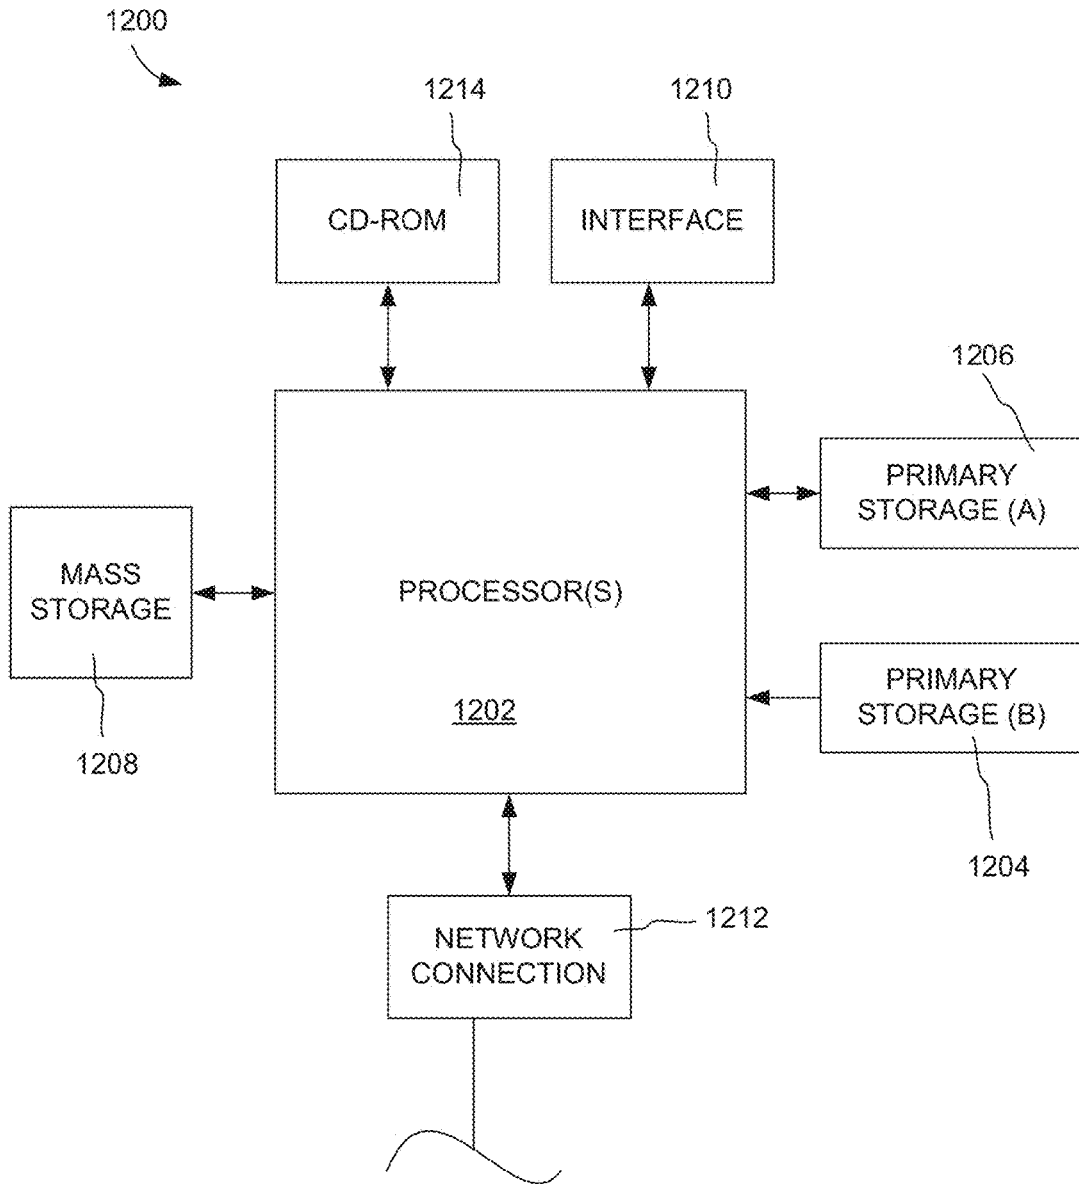 1200
1214
1210
CD-ROM
INTERFACE
1206
PRIMARY
STORAGE (A)
MASS
STORAGE
PROCESSOR(S)
PRIMARY
STORAGE (B)
1202
1208
1204
1212
NETWORK
CONNECTION